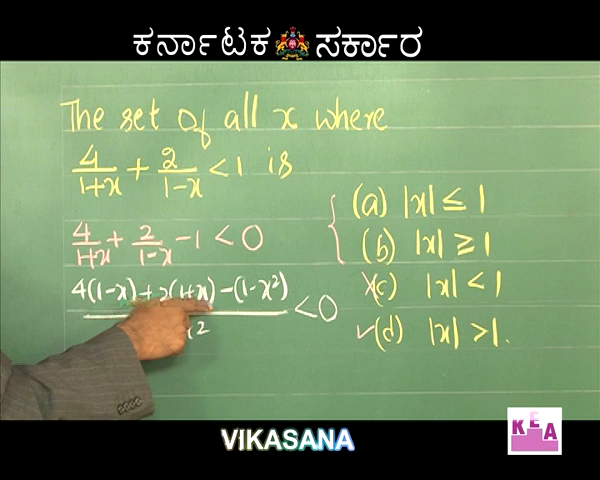 ಕರ್ನಾಟಕ ಸರ್ಕಾರ
The set of all x where
4/(1+x) + 2/(1-x) < 1 is
4/(1+x) + 2/(1-x) - 1 < 0
4(1-x) + 2(1+x) - (1-x²) < 0
x²
(a) |x| ≤ 1
(b) |x| ≥ 1
(c) |x| < 1
(d) |x| > 1.
VIKASANA
KEA